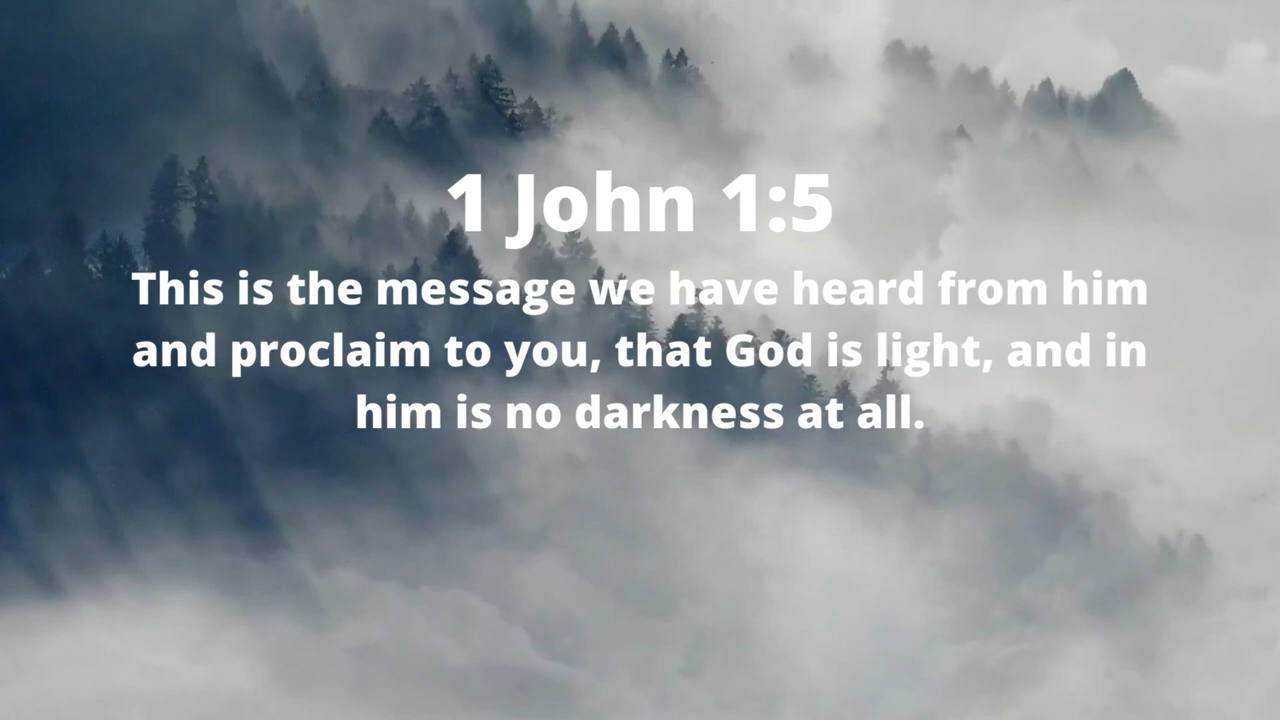 1 John 1:5
This is the message we have heard from him
and proclaim to you, that God is light, and in
him is no darkness at all.